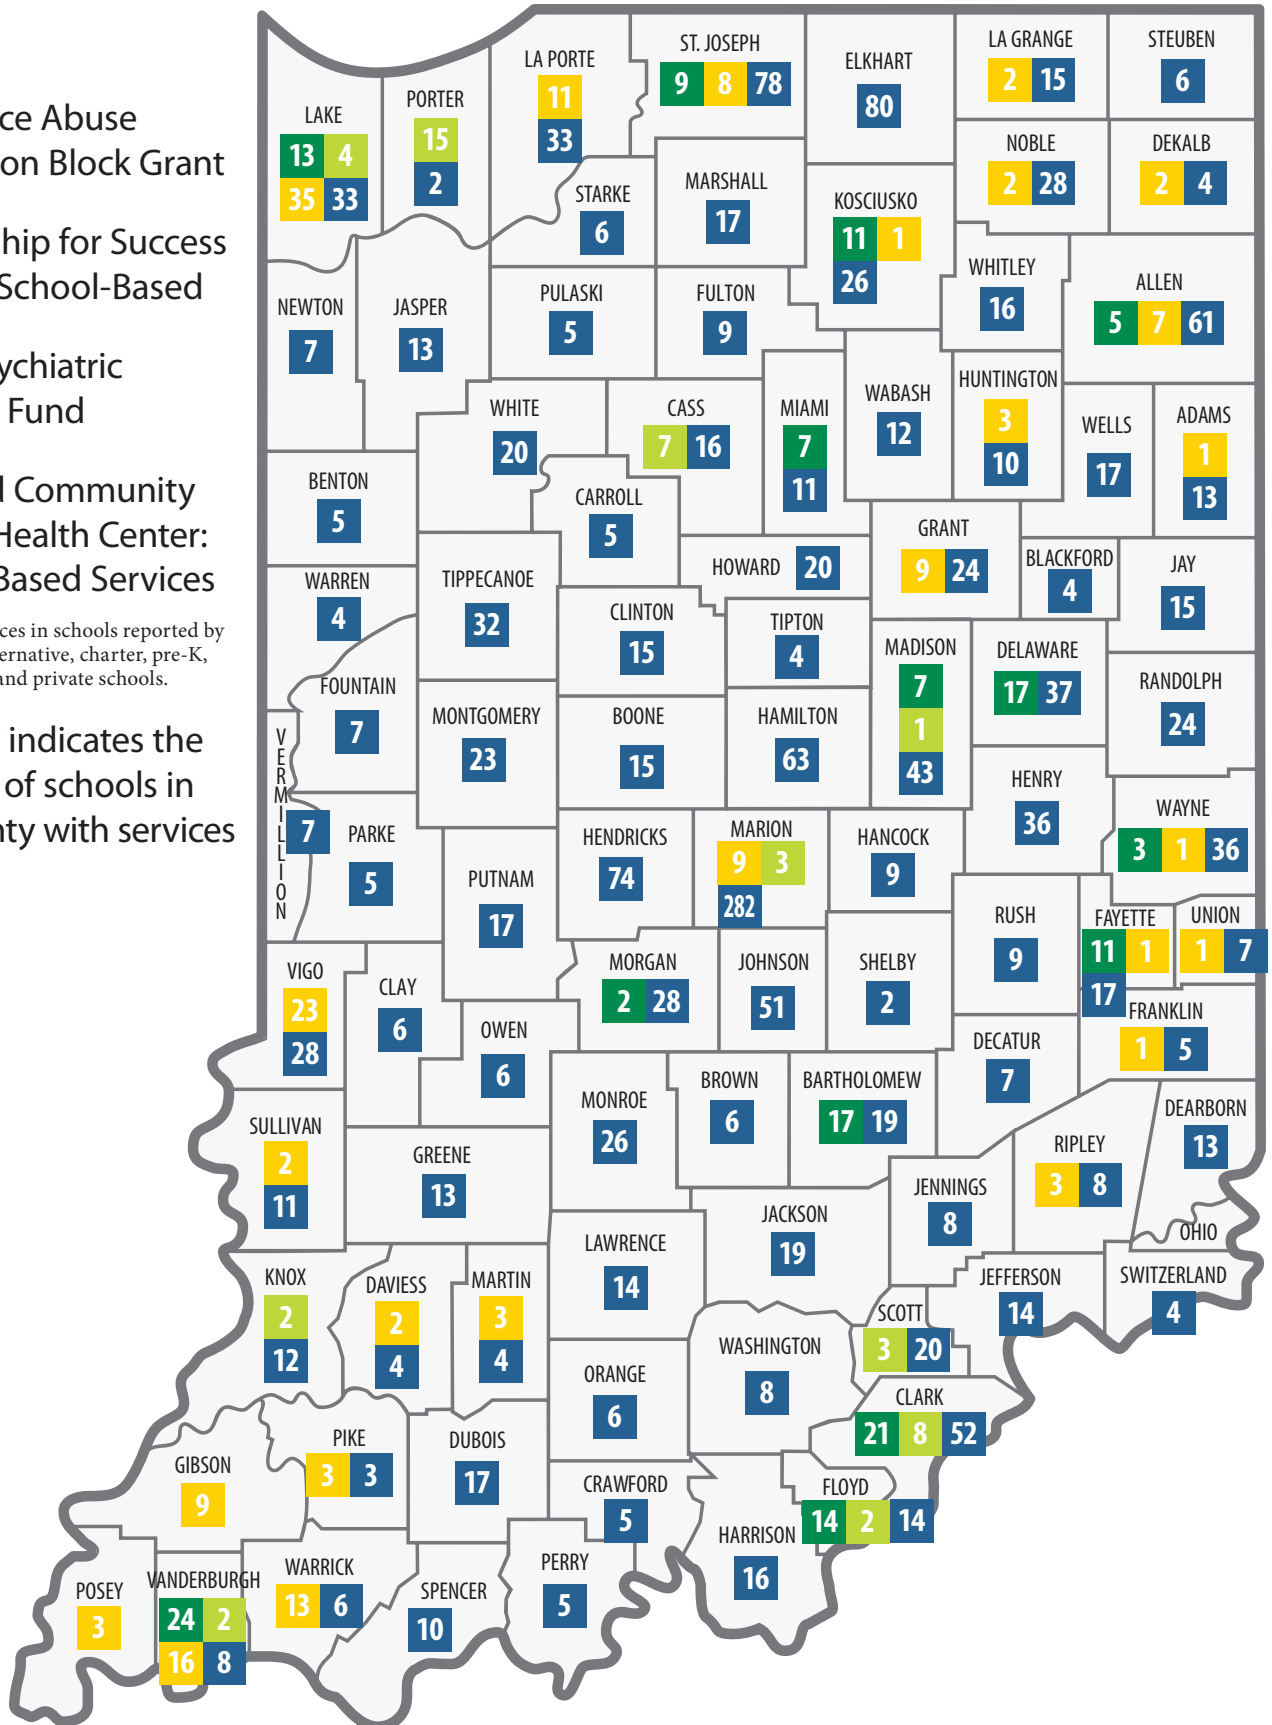 ce Abuse
on Block Grant
hip for Success
School-Based
ychiatric
Fund
d Community
Health Center:
Based Services
ces in schools reported by
ernative, charter, pre-K,
and private schools.
indicates the
of schools in
nty with services
LAKE
13 4
35 33
PORTER
15
2
LA PORTE
11
33
ST. JOSEPH
9 8 78
ELKHART
80
LA GRANGE
2 15
STEUBEN
6
NOBLE
2 28
DEKALB
2 4
STARKE
6
MARSHALL
17
KOSCIUSKO
11 1
26
WHITLEY
16
ALLEN
5 7 61
NEWTON
7
JASPER
13
PULASKI
5
FULTON
9
WHITE
20
CASS
7 16
MIAMI
7
11
WABASH
12
HUNTINGTON
3
10
WELLS
17
ADAMS
1
13
BENTON
5
CARROLL
5
GRANT
9 24
BLACKFORD
4
JAY
15
WARREN
4
TIPPECANOE
32
HOWARD 20
CLINTON
15
TIPTON
4
MADISON
7
1
43
DELAWARE
17 37
RANDOLPH
24
FOUNTAIN
7
MONTGOMERY
23
BOONE
15
HAMILTON
63
HENRY
36
WAYNE
3 1 36
VERMILLION
7
PARKE
5
PUTNAM
17
HENDRICKS
74
MARION
9 3
282
HANCOCK
9
RUSH
9
FAYETTE
11 1
17
UNION
1 7
VIGO
23
28
CLAY
6
OWEN
6
MORGAN
2 28
JOHNSON
51
SHELBY
2
DECATUR
7
FRANKLIN
1 5
SULLIVAN
2
11
GREENE
13
MONROE
26
BROWN
6
BARTHOLOMEW
17 19
JENNINGS
8
RIPLEY
3 8
DEARBORN
13
OHIO
KNOX
2
12
DAVIESS
2
4
MARTIN
3
4
LAWRENCE
14
JACKSON
19
SCOTT
3 20
JEFFERSON
14
SWITZERLAND
4
ORANGE
6
WASHINGTON
8
CLARK
21 8 52
GIBSON
9
PIKE
3 3
DUBOIS
17
CRAWFORD
5
HARRISON
16
FLOYD
14 2 14
POSEY
3
VANDERBURGH
24 2
16 8
WARRICK
13 6
SPENCER
10
PERRY
5